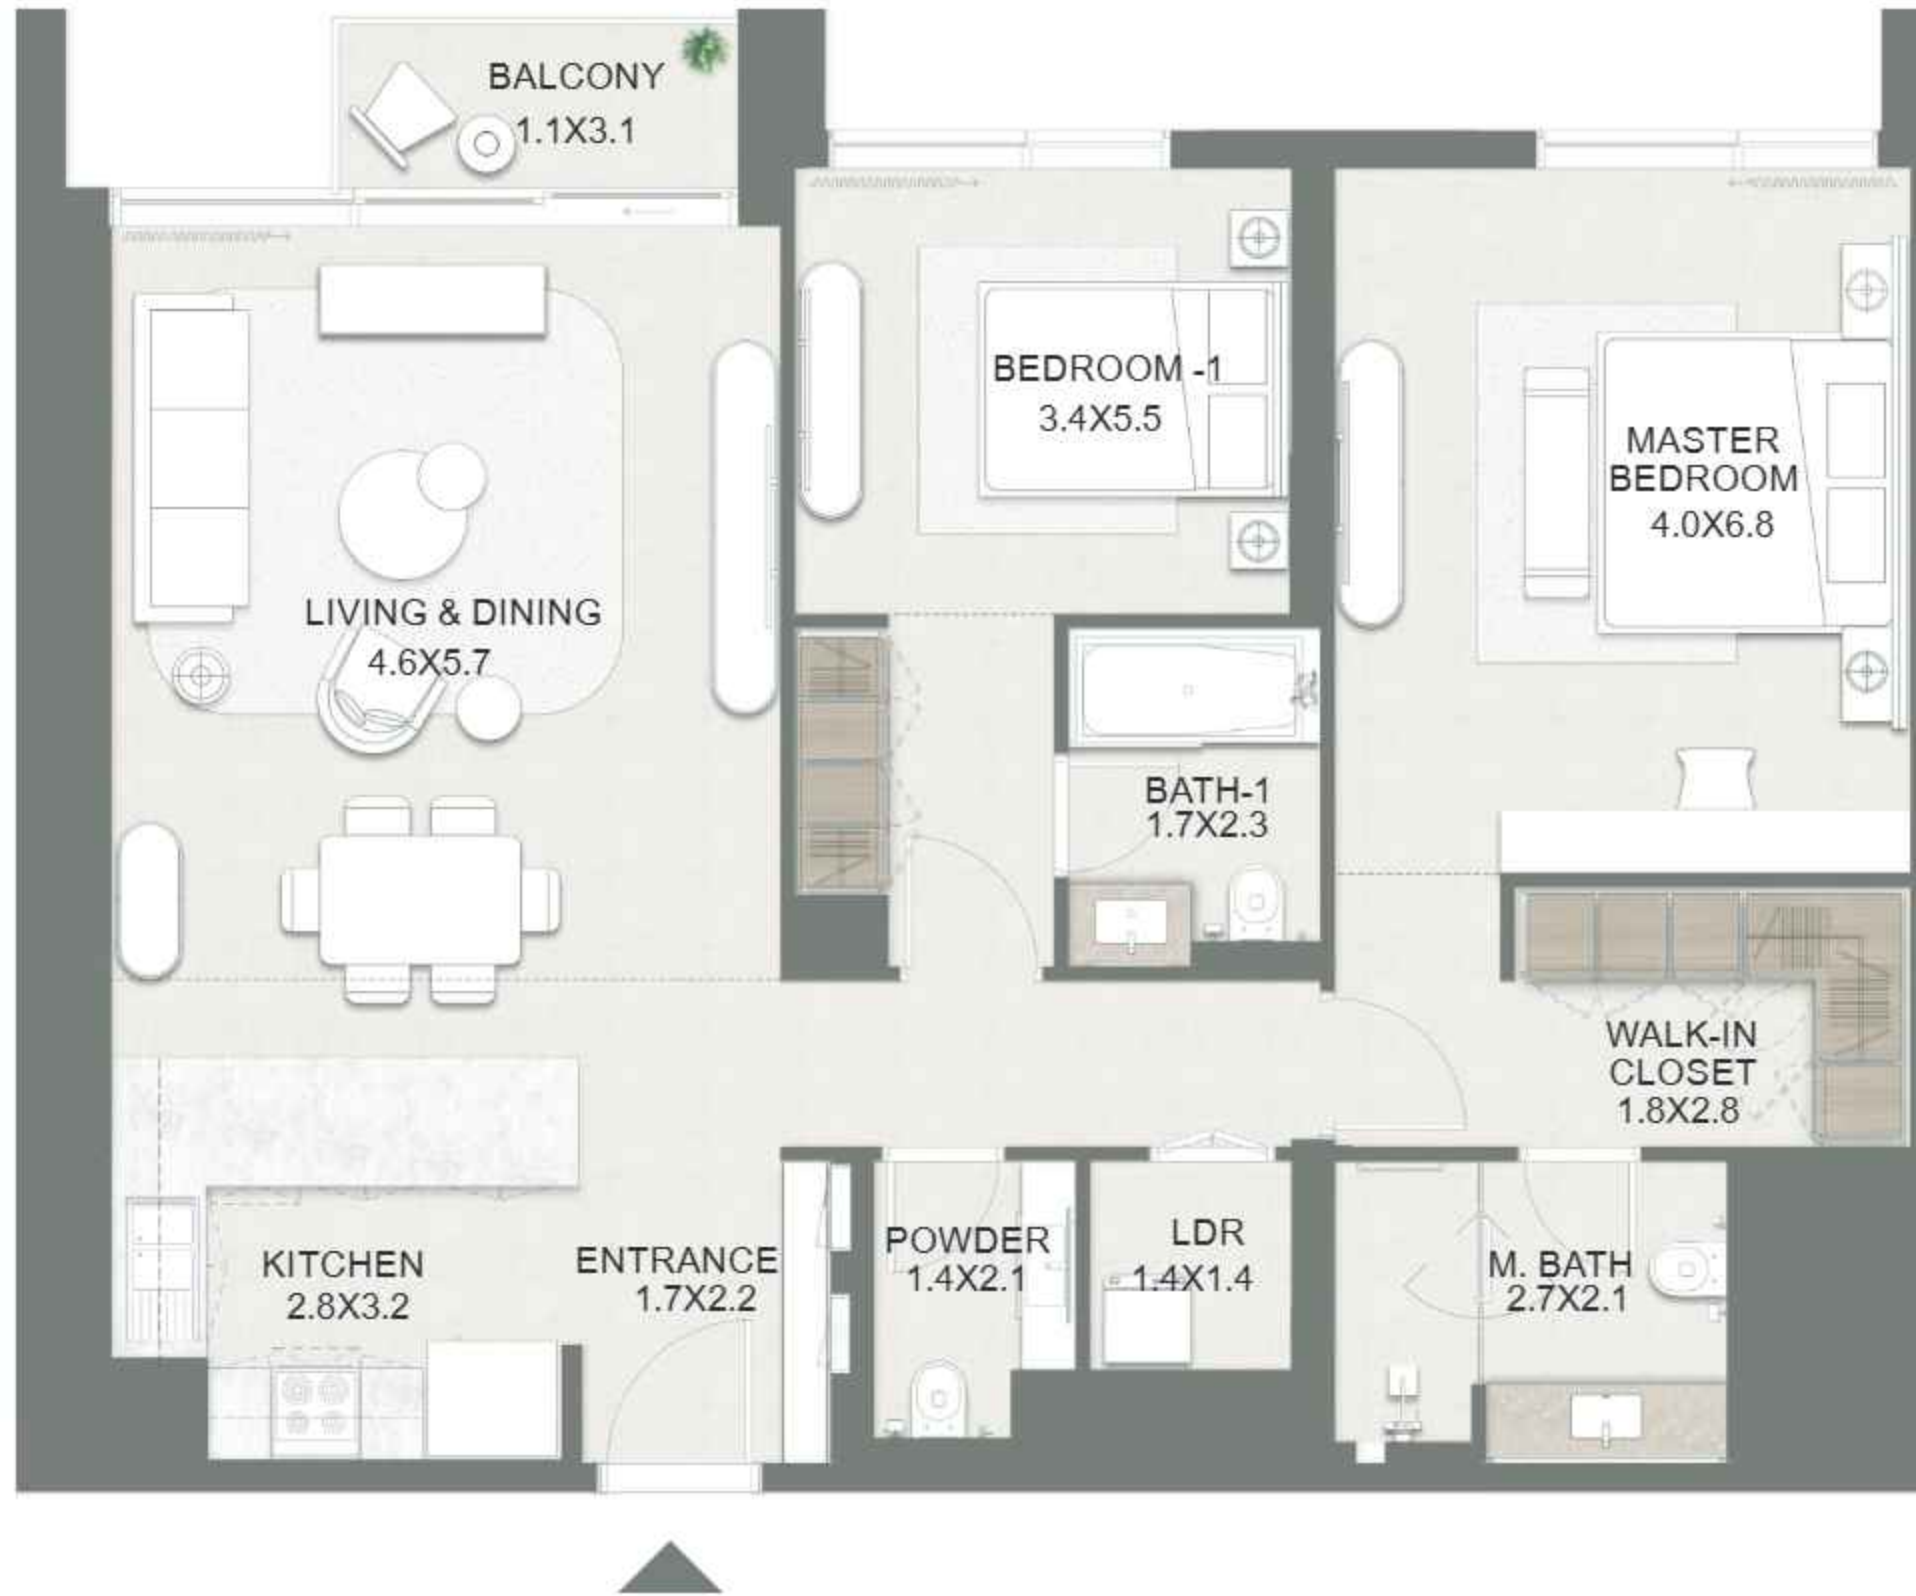 BALCONY
1.1X3.1
BEDROOM -1
3.4X5.5
MASTER
BEDROOM
4.0X6.8
LIVING & DINING
4.6X5.7
BATH-1
1.7X2.3
WALK-IN
CLOSET
1.8X2.8
KITCHEN
2.8X3.2
ENTRANCE
1.7X2.2
POWDER
1.4X2.1
LDR
1.4X1.4
M. BATH
2.7X2.1